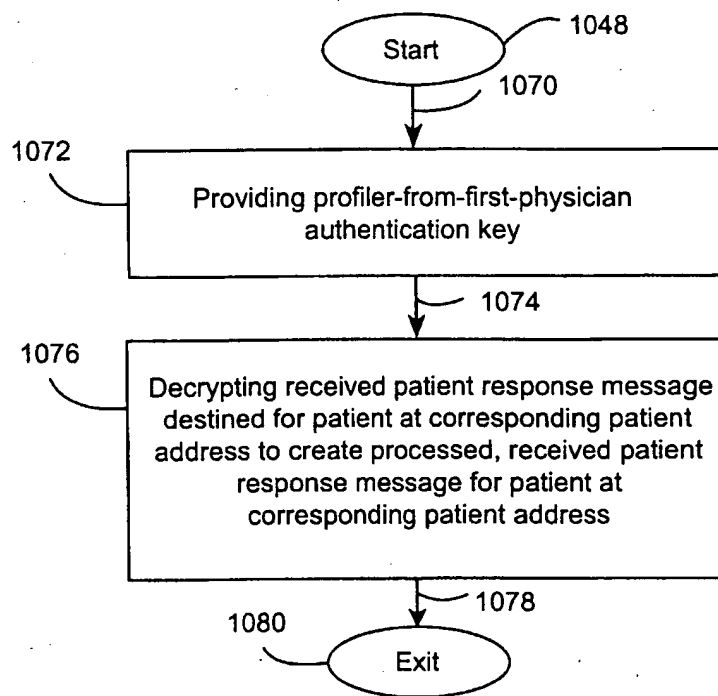 Start
1048
1070
1072
Providing profiler-from-first-physician
authentication key
1074
1076
Decrypting received patient response message
destined for patient at corresponding patient
address to create processed, received patient
response message for patient at
corresponding patient address
1078
1080
Exit